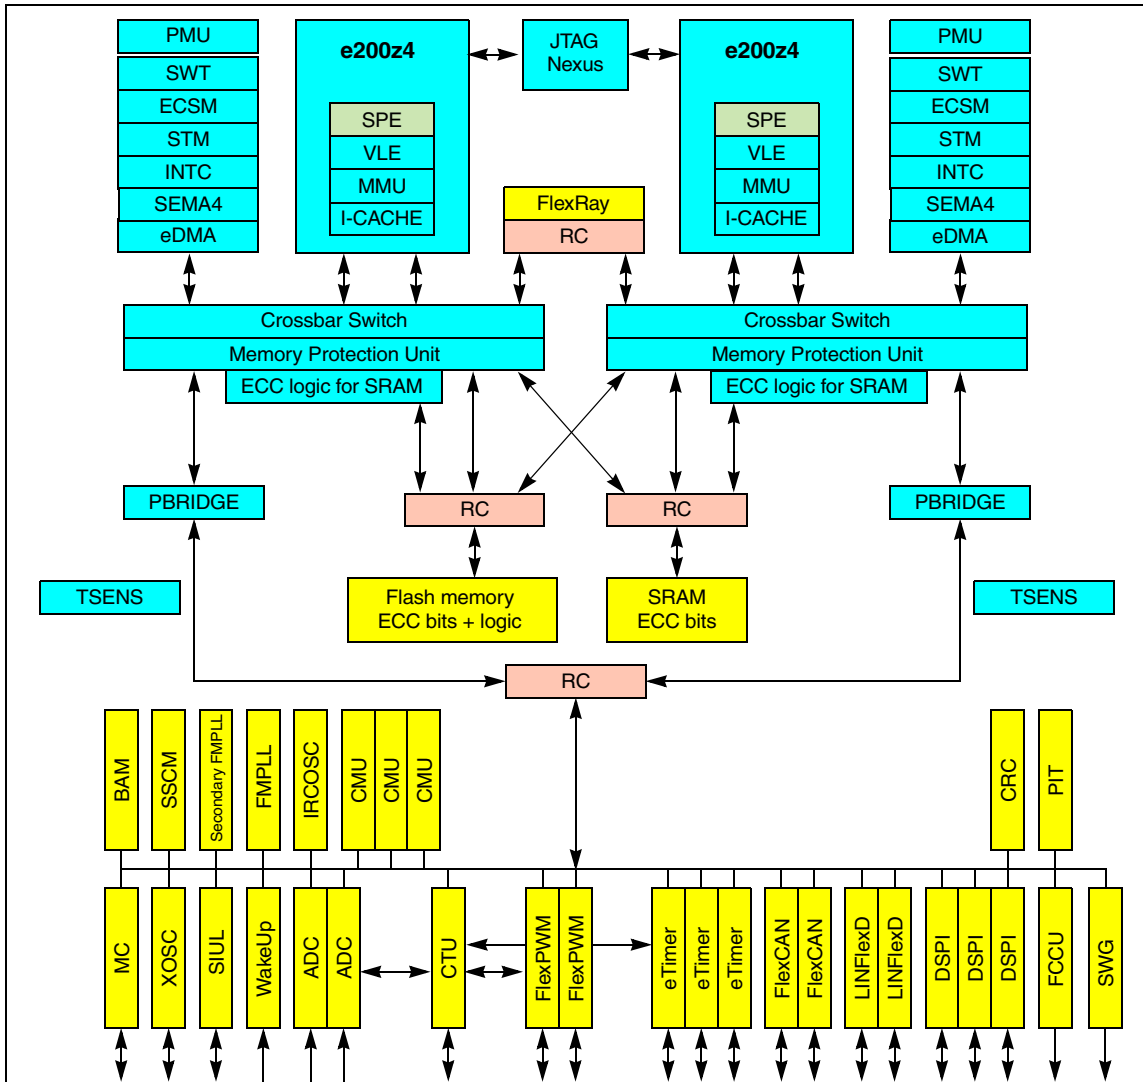 PMU
SWT
ECSM
STM
INTC
SEMA4
eDMA
e200z4
SPE
VLE
MMU
I-CACHE
JTAG
Nexus
FlexRay
RC
e200z4
SPE
VLE
MMU
I-CACHE
PMU
SWT
ECSM
STM
INTC
SEMA4
eDMA
Crossbar Switch
Memory Protection Unit
ECC logic for SRAM
Crossbar Switch
Memory Protection Unit
ECC logic for SRAM
PBRIDGE
RC
RC
PBRIDGE
TSENS
Flash memory
ECC bits + logic
SRAM
ECC bits
TSENS
RC
BAM
SSCM
Secondary FMPLL
FMPLL
IRCOSC
CMU
CMU
CMU
CRC
PIT
MC
XOSC
SIUL
WakeUp
ADC
ADC
CTU
FlexPWM
FlexPWM
eTimer
eTimer
eTimer
FlexCAN
FlexCAN
LINFlexD
LINFlexD
DSPI
DSPI
DSPI
FCCU
SWG